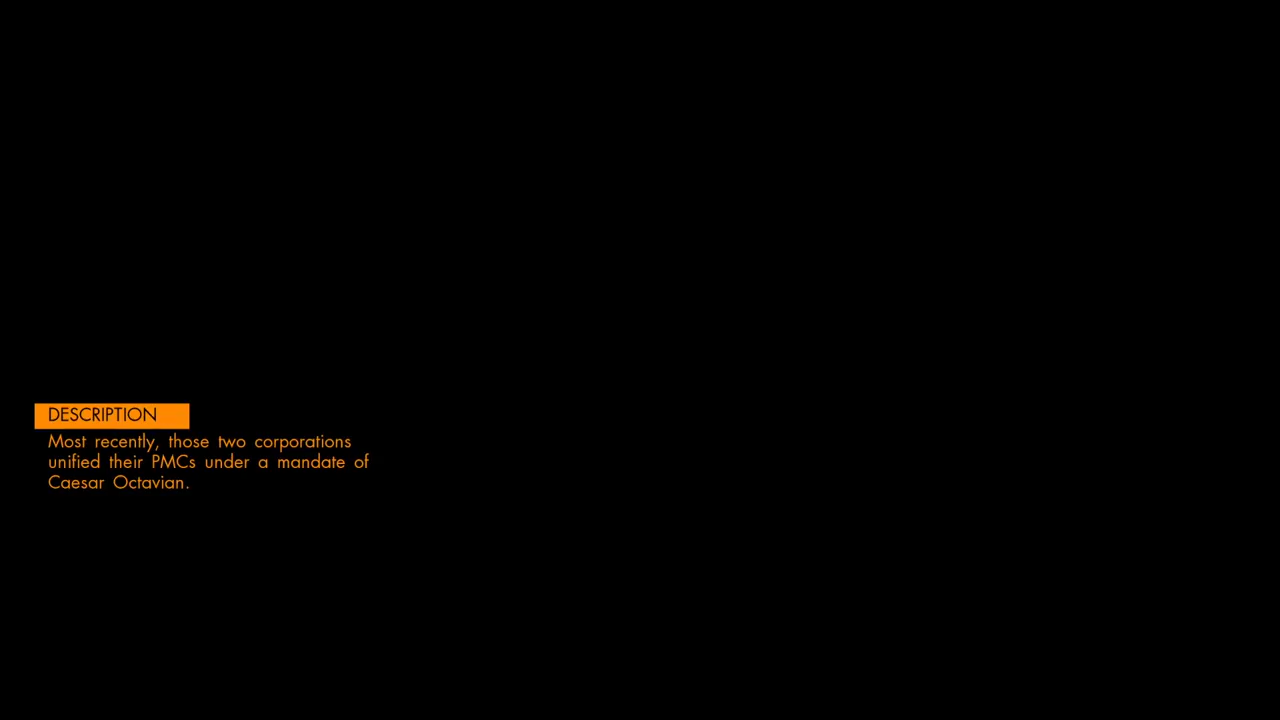 DESCRIPTION
Most recently, those two corporations
unified their PMCs under a mandate of
Caesar Octavian.